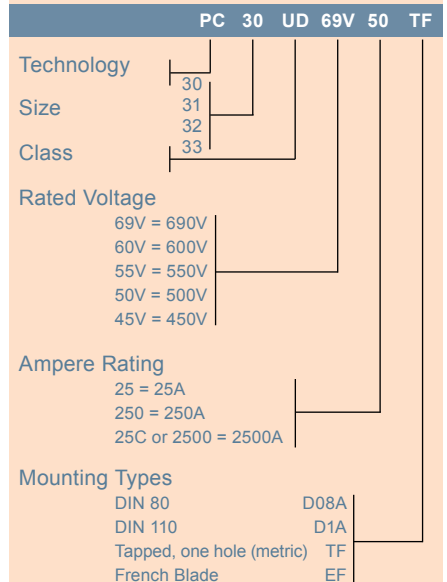 PC 30 UD 69V 50 TF
Technology
30
Size
31
32
Class
33
Rated Voltage
69V = 690V
60V = 600V
55V = 550V
50V = 500V
45V = 450V
Ampere Rating
25 = 25A
250 = 250A
25C or 2500 = 2500A
Mounting Types
DIN 80 D08A
DIN 110 D1A
Tapped, one hole (metric) TF
French Blade EF